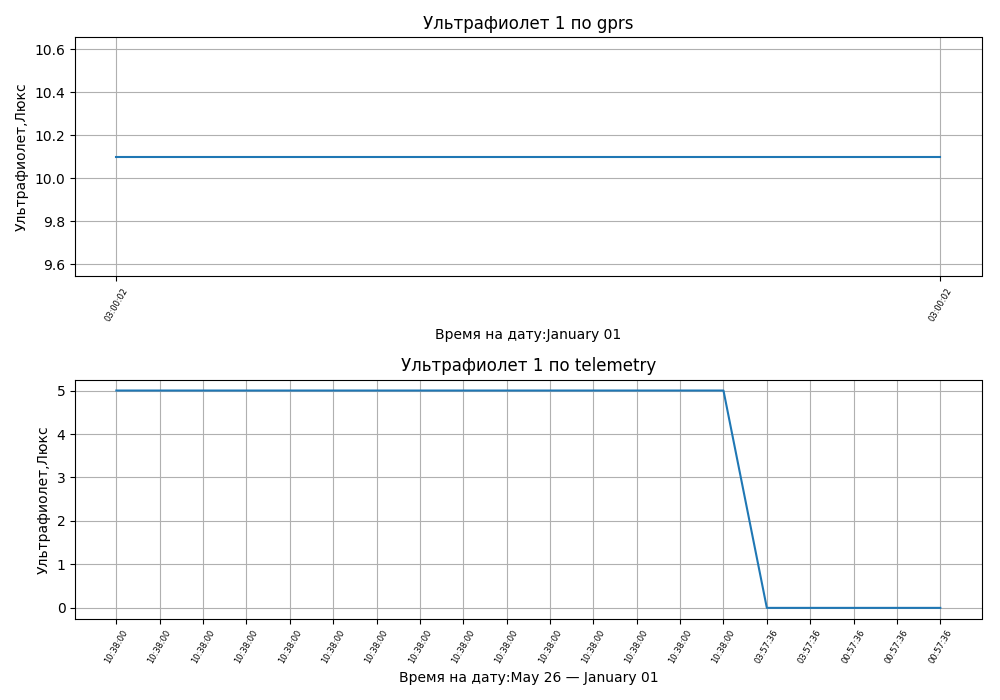 Ультрафиолет 1 по gprs
Ультрафиолет,Люкс
10.6
10.4
10.2
10.0
9.8
9.6
03:00:02 03:00:02
Время на дату:January 01
Ультрафиолет 1 по telemetry
Ультрафиолет,Люкс
5
4
3
2
1
0
10:38:00 10:38:00 10:38:00 10:38:00 10:38:00 10:38:00 10:38:00 10:38:00 10:38:00 10:38:00 10:38:00 10:38:00 10:38:00 10:38:00 10:38:00 03:57:36 03:57:36 00:57:36 00:57:36 00:57:36
Время на дату:May 26 — January 01